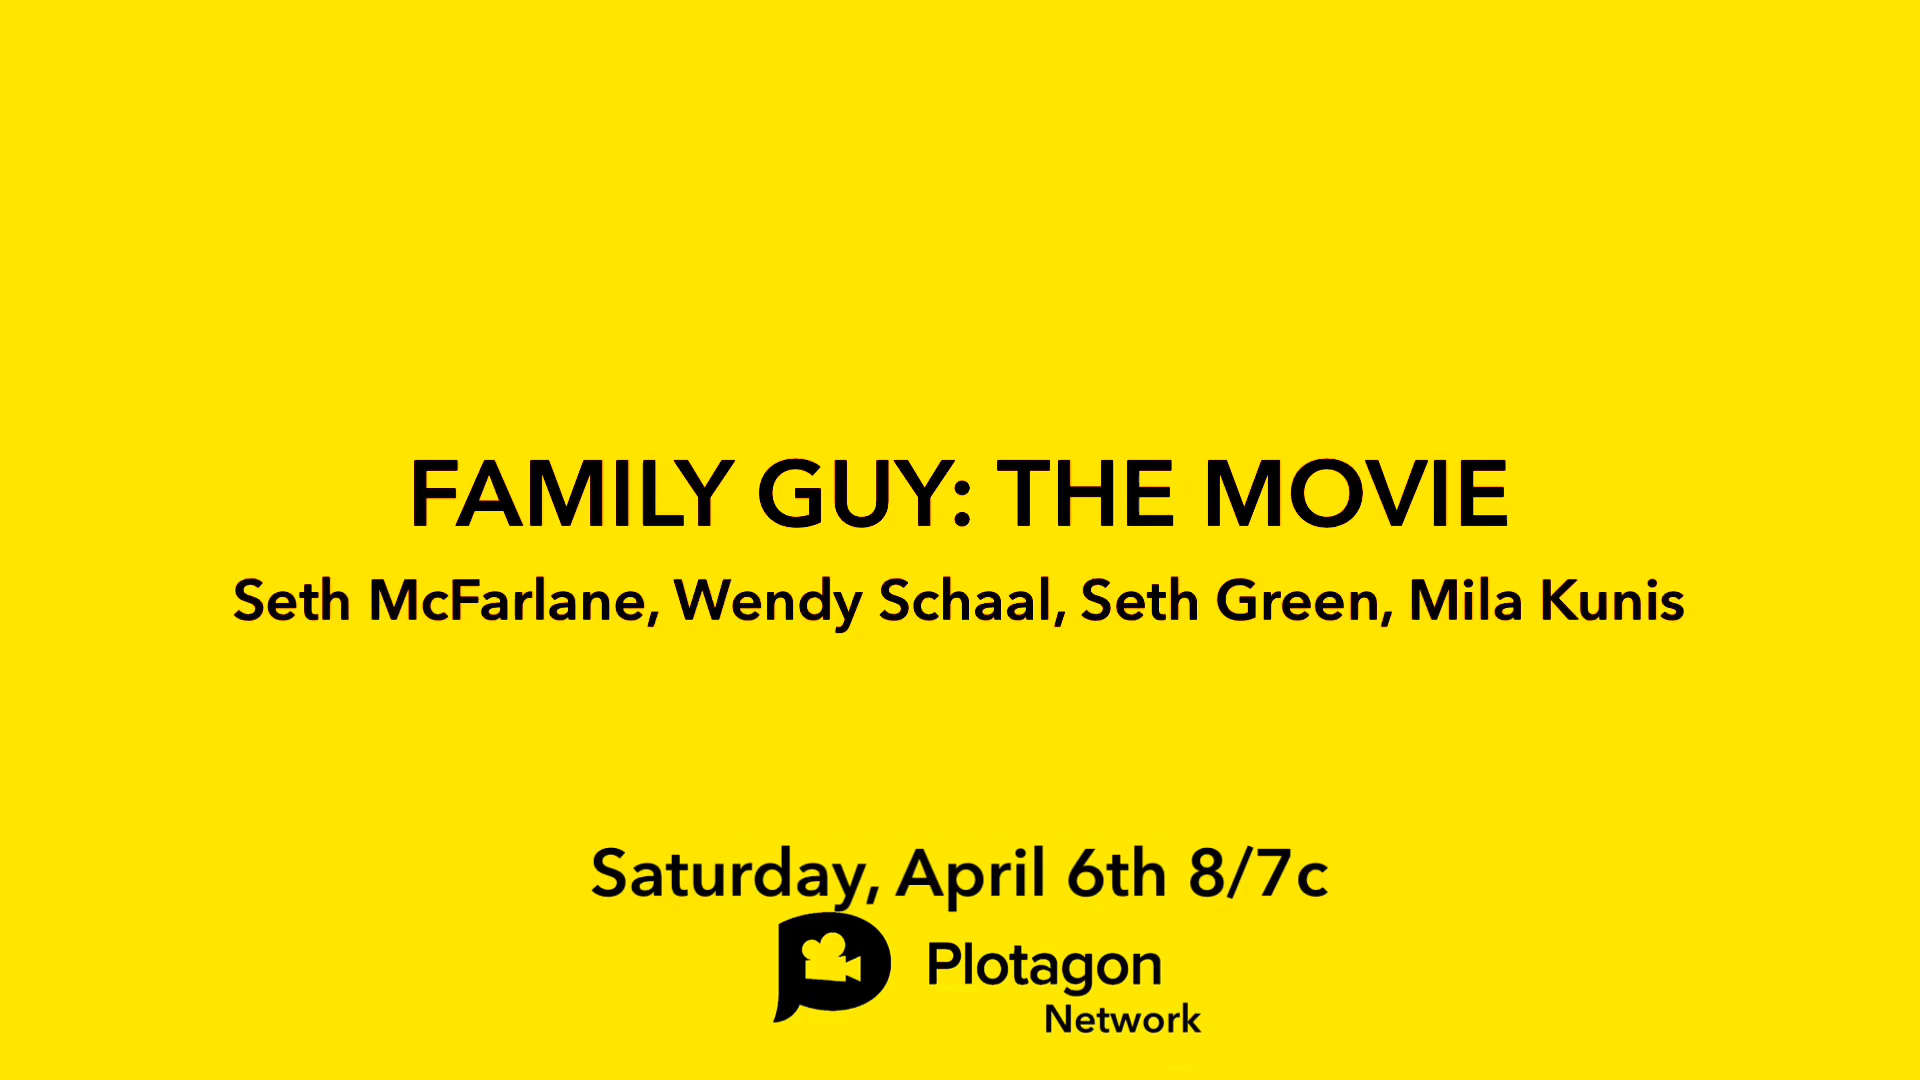 FAMILY GUY: THE MOVIE
Seth McFarlane, Wendy Schaal, Seth Green, Mila Kunis
Saturday, April 6th 8/7c
Plotagon
Network